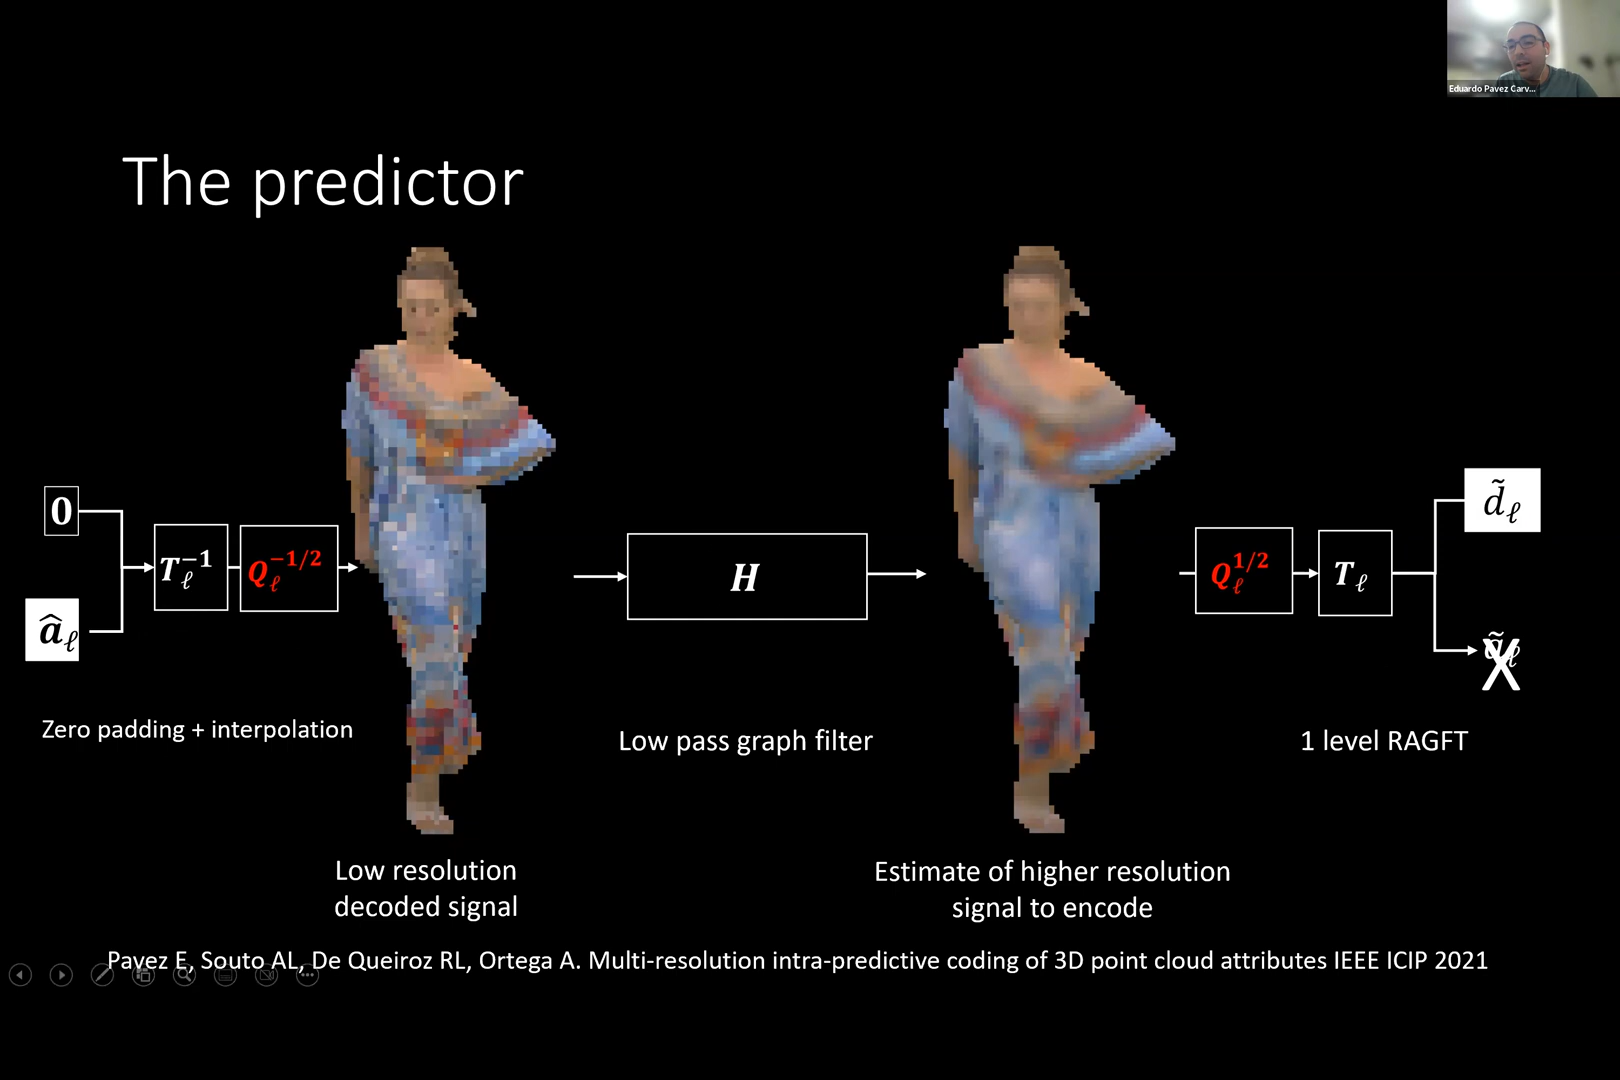 Eduardo Pavez Carv...
The predictor
0
T_ℓ^{-1}
Q_ℓ^{-1/2}
â_ℓ
H
Q_ℓ^{1/2}
T_ℓ
d̃_ℓ
ã_ℓ
X
Zero padding + interpolation
Low pass graph filter
1 level RAGFT
Low resolution
decoded signal
Estimate of higher resolution
signal to encode
Pavez E, Souto AL, De Queiroz RL, Ortega A. Multi-resolution intra-predictive coding of 3D point cloud attributes IEEE ICIP 2021